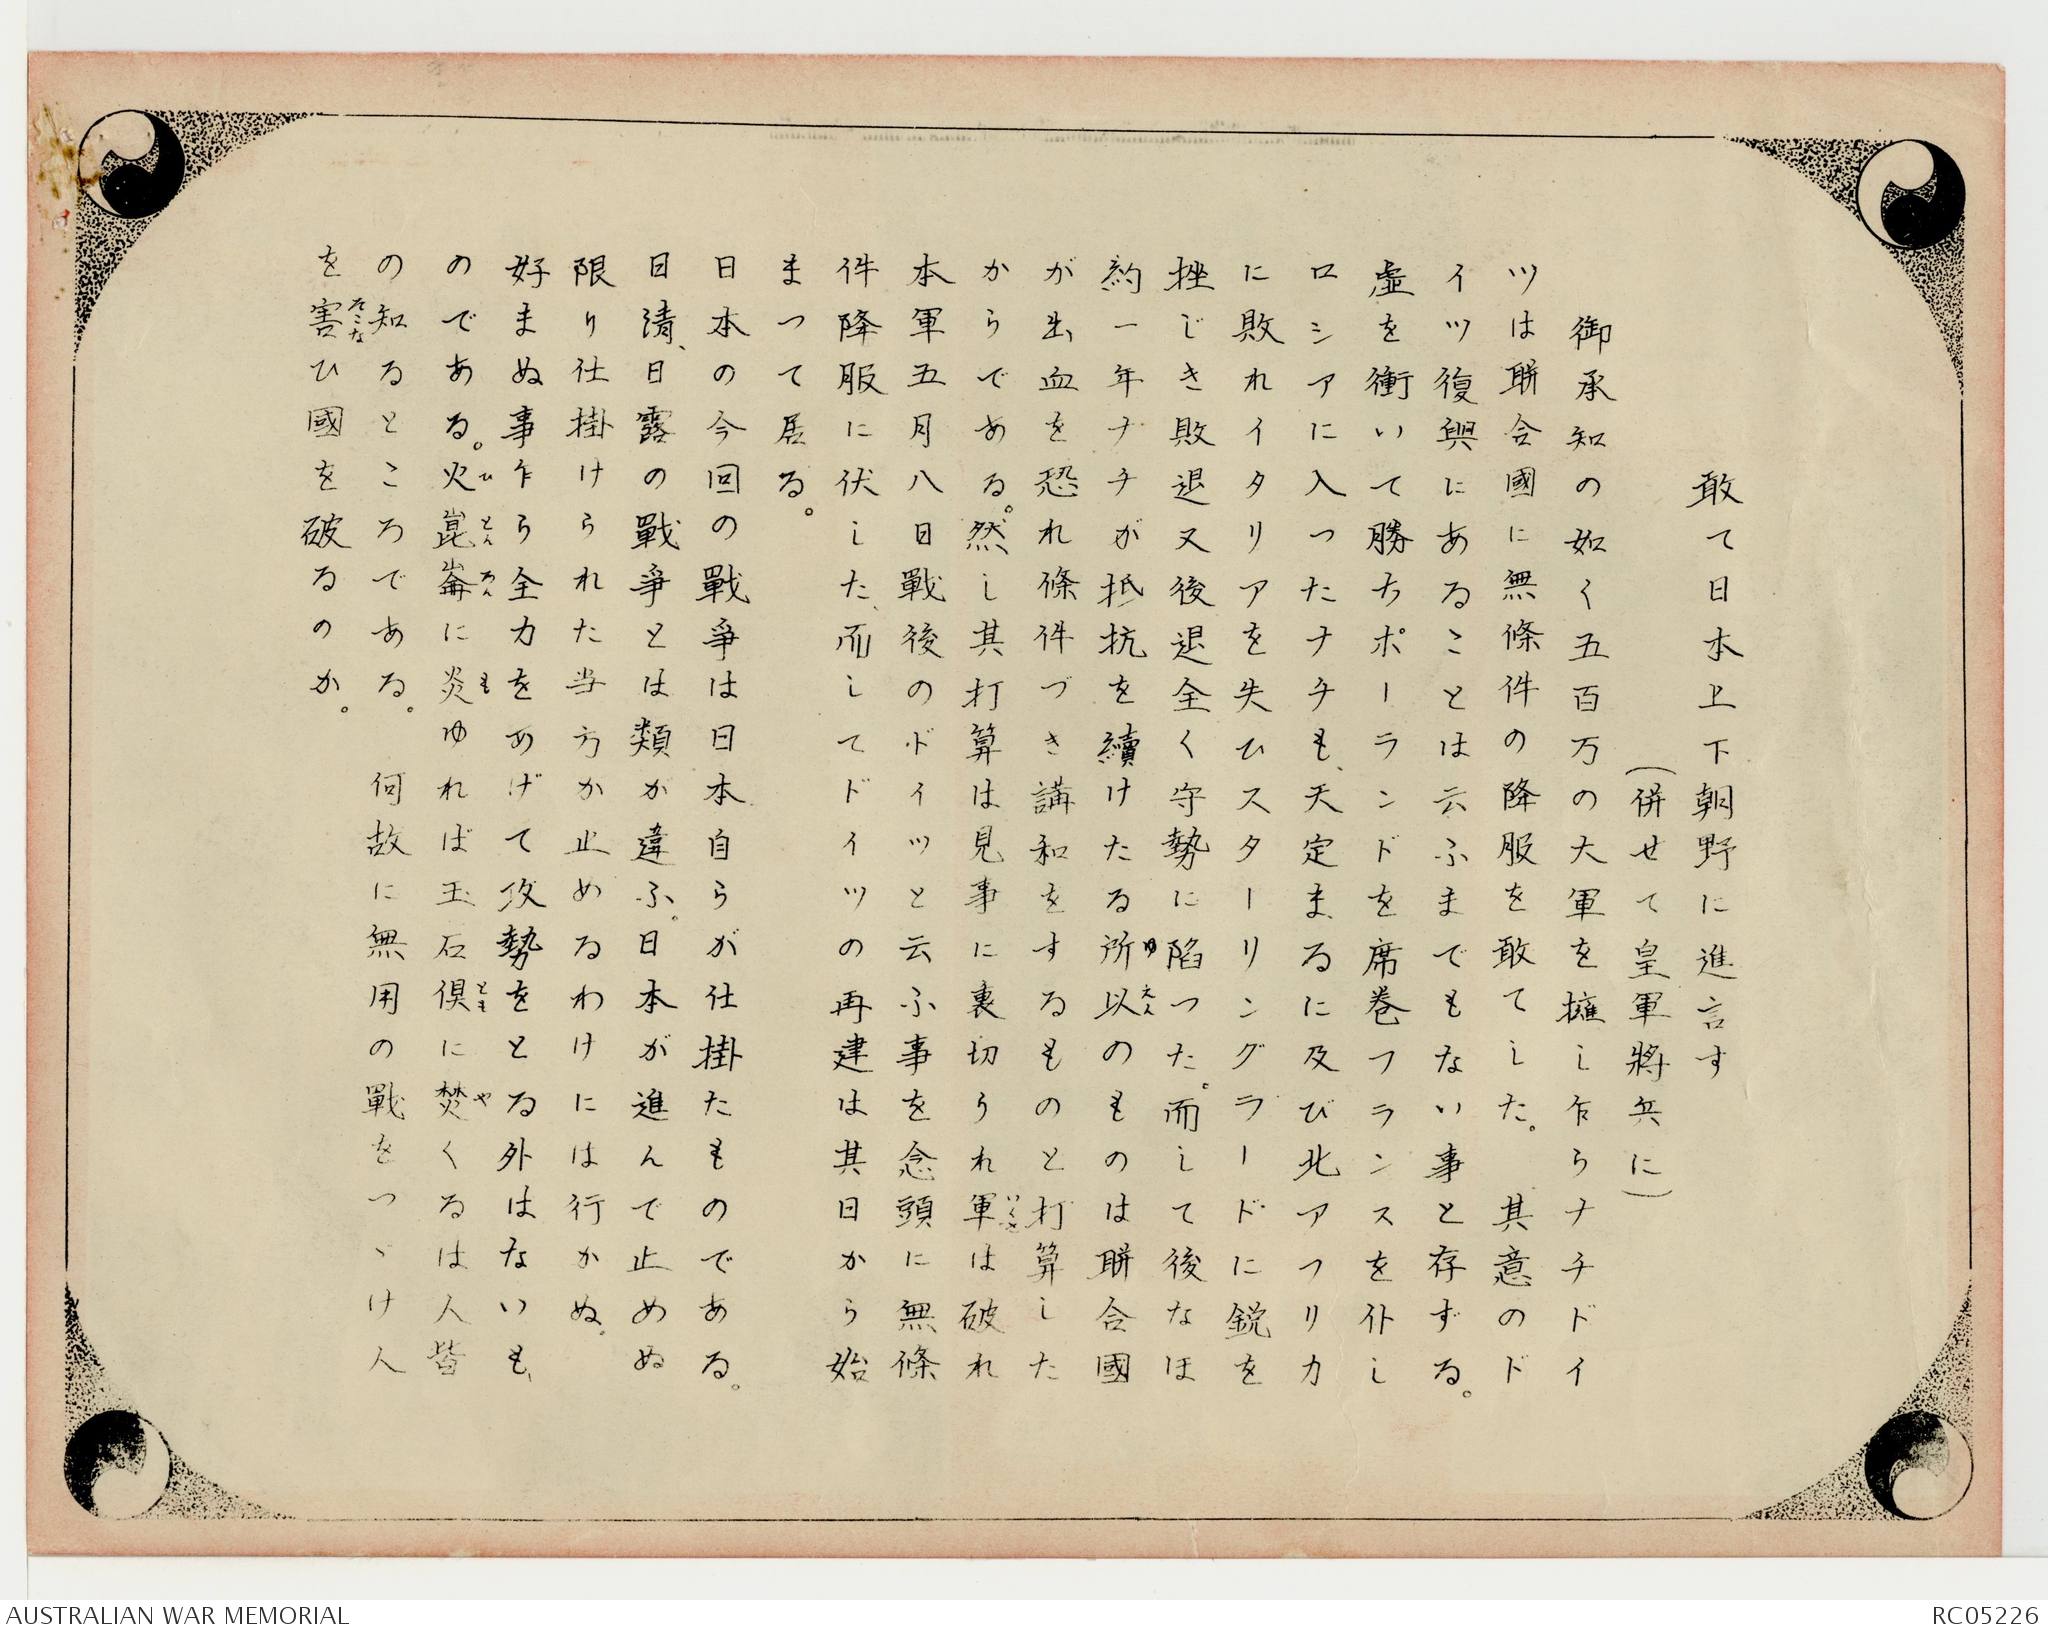 敢て日本上下朝野に進言す
(併せて皇軍將兵に)
御承知の如く五百万の大軍を擁し乍らナチドイ
ツは聯合國に無條件の降服を敢てした。 其意のド
イツ復興にあることは云ふまでもない事と存ずる。
虚を衝いて勝ちポーランドを席巻フランスを仆し
ロシアに入つたナチも、天定まるに及び北アフリカ
に敗れイタリアを失ひスターリングラードに鋭を
挫じき敗退又後退全く守勢に陷つた。而して後なほ
約一年ナチが抵抗を續けたる所以のものは聯合國
が出血を恐れ條件づき講和をするものと打算した
からである。然し其打算は見事に裏切られ軍は破れ
本軍五月八日戰後のドイツと云ふ事を念頭に無條
件降服に伏した、而してドイツの再建は其日から始
まつて居る。
日本の今回の戰爭は日本自らが仕掛たものである。
日清、日露の戰爭とは類が違ふ。日本が進んで止めぬ
限り仕掛けられた当方か止めるわけには行かぬ。
好まぬ事乍ら全力をあげて攻勢をとる外はないも、
のである。火崑崙に炎ゆれば玉石倶に焚くるは人皆
の知るところである。 何故に無用の戰をつゞけ人
を害ひ國を破るのか。
ゆえん
いくさ
ひ とんろん も とも や
そこな
AUSTRALIAN WAR MEMORIAL
RC05226